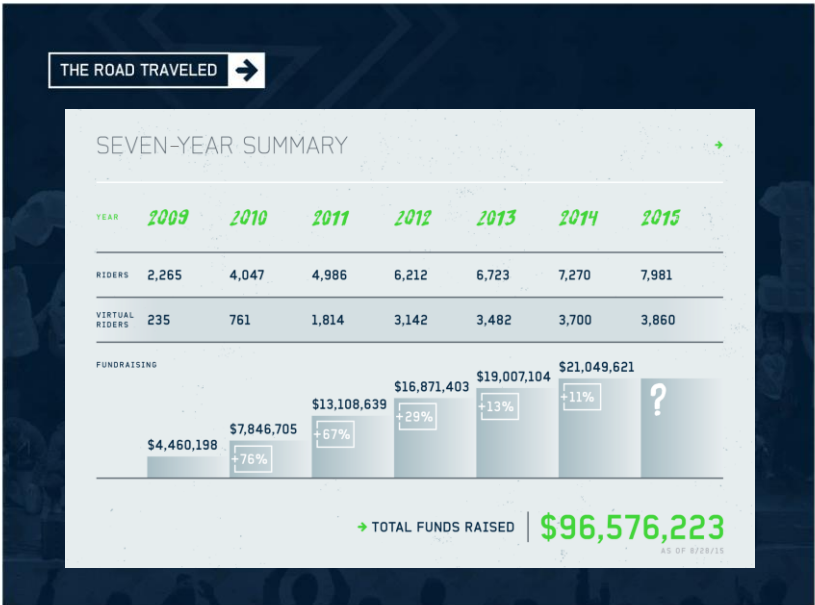 THE ROAD TRAVELED
SEVEN-YEAR SUMMARY
YEAR 2009 2010 2011 2012 2013 2014 2015
RIDERS 2,265 4,047 4,986 6,212 6,723 7,270 7,981
VIRTUAL RIDERS 235 761 1,814 3,142 3,482 3,700 3,860
FUNDRAISING
$4,460,198 $7,846,705 $13,108,639 $16,871,403 $19,007,104 $21,049,621 ?
+76% +67% +29% +13% +11%
TOTAL FUNDS RAISED $96,576,223
AS OF